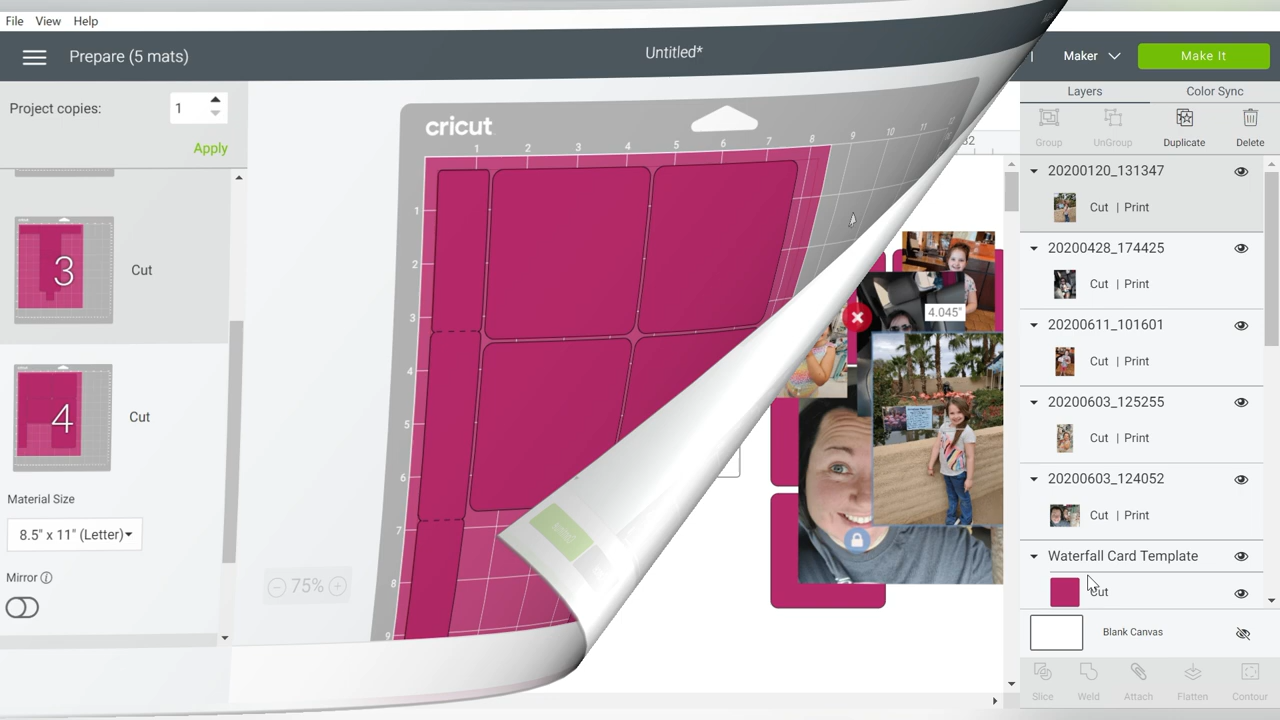 File View Help
Prepare (5 mats)
Untitled*
Maker
Make It
Project copies:
1
Apply
3
Cut
4
Cut
Material Size
8.5" x 11" (Letter)
Mirror
75%
cricut
1 2 3 4 5 6 7 8 9 10 11
1
2
3
4
5
6
7
8
9
4.045"
Layers
Color Sync
Group
UnGroup
Duplicate
Delete
20200120_131347
Cut | Print
20200428_174425
Cut | Print
20200611_101601
Cut | Print
20200603_125255
Cut | Print
20200603_124052
Cut | Print
Waterfall Card Template
Blank Canvas
Slice
Weld
Attach
Flatten
Contour